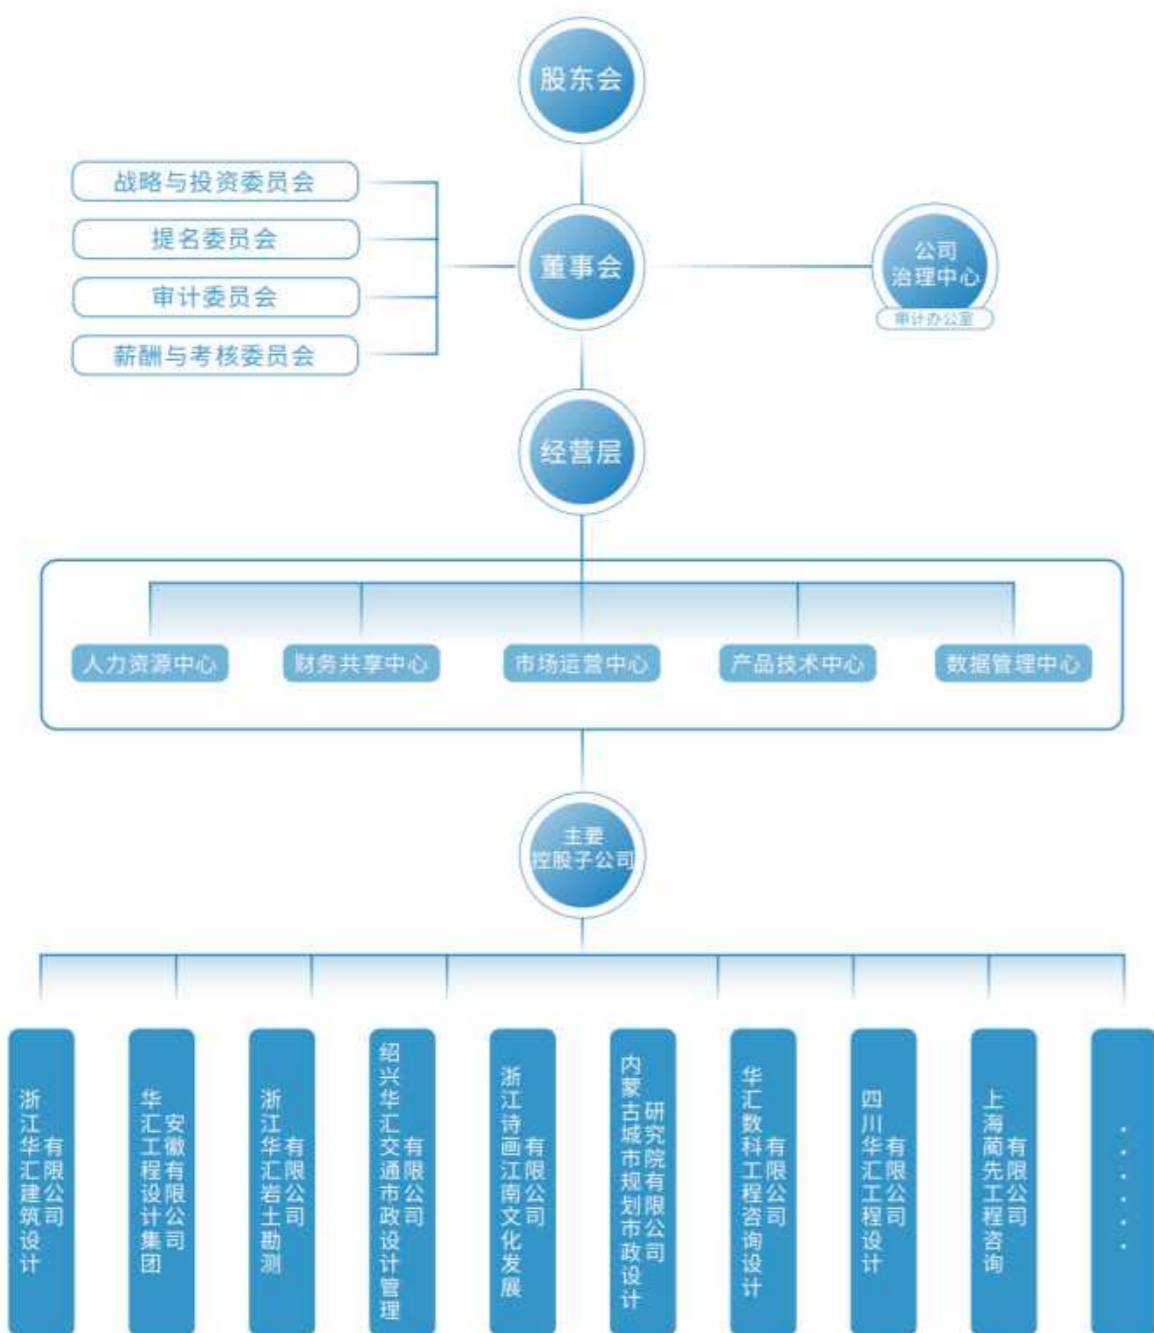 股东会
战略与投资委员会
提名委员会
审计委员会
薪酬与考核委员会
董事会
公司
治理中心
审计办公室
经营层
人力资源中心
财务共享中心
市场运营中心
产品技术中心
数据管理中心
主要
控股子公司
浙江华汇建筑设计
有限公司
华汇工程设计集团
安徽有限公司
浙江华汇岩土勘测
有限公司
绍兴华汇交通市政设计管理
有限公司
浙江诗画江南文化发展
有限公司
内蒙古城市规划市政设计
研究院有限公司
华汇数科工程咨询设计
有限公司
四川华汇工程设计
有限公司
上海蔺先工程咨询
有限公司
......